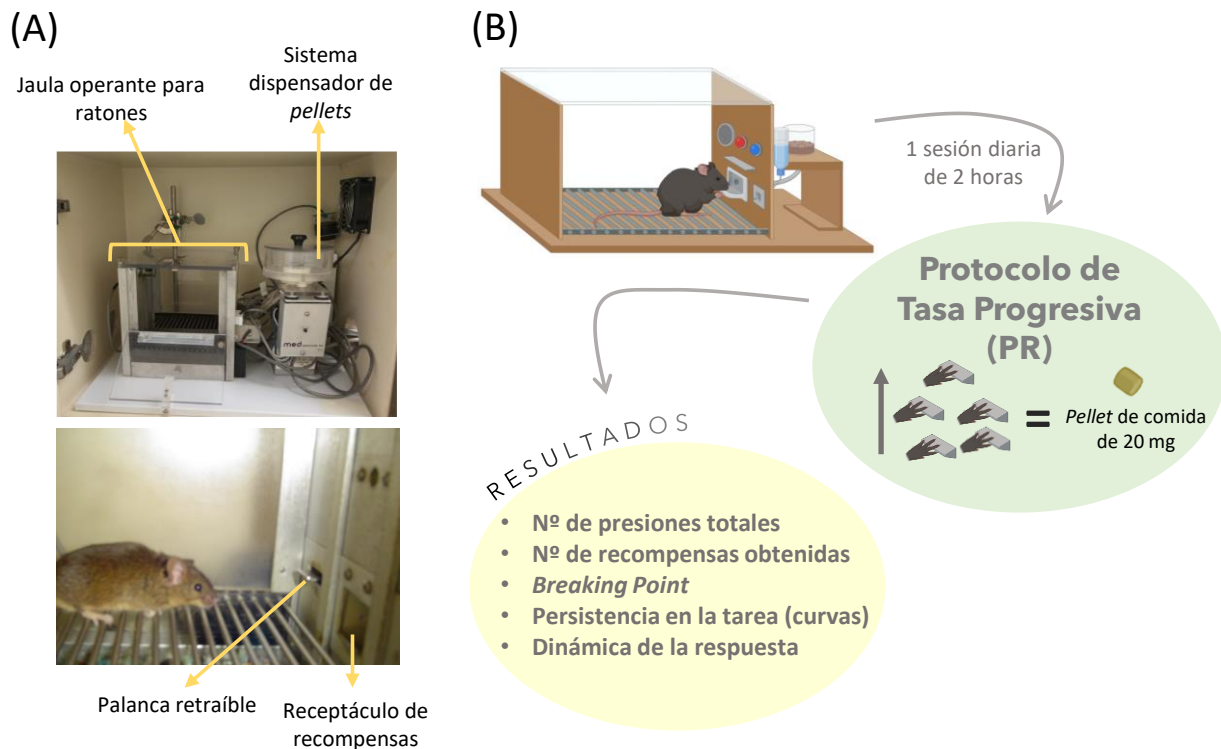 (A)
Jaula operante para
ratones
Sistema
dispensador de
pellets
med
Palanca retraíble
Receptáculo de
recompensas
(B)
1 sesión diaria
de 2 horas
Protocolo de
Tasa Progresiva
(PR)
=
Pellet de comida
de 20 mg
RESULTADOS
• Nº de presiones totales
• Nº de recompensas obtenidas
• Breaking Point
• Persistencia en la tarea (curvas)
• Dinámica de la respuesta